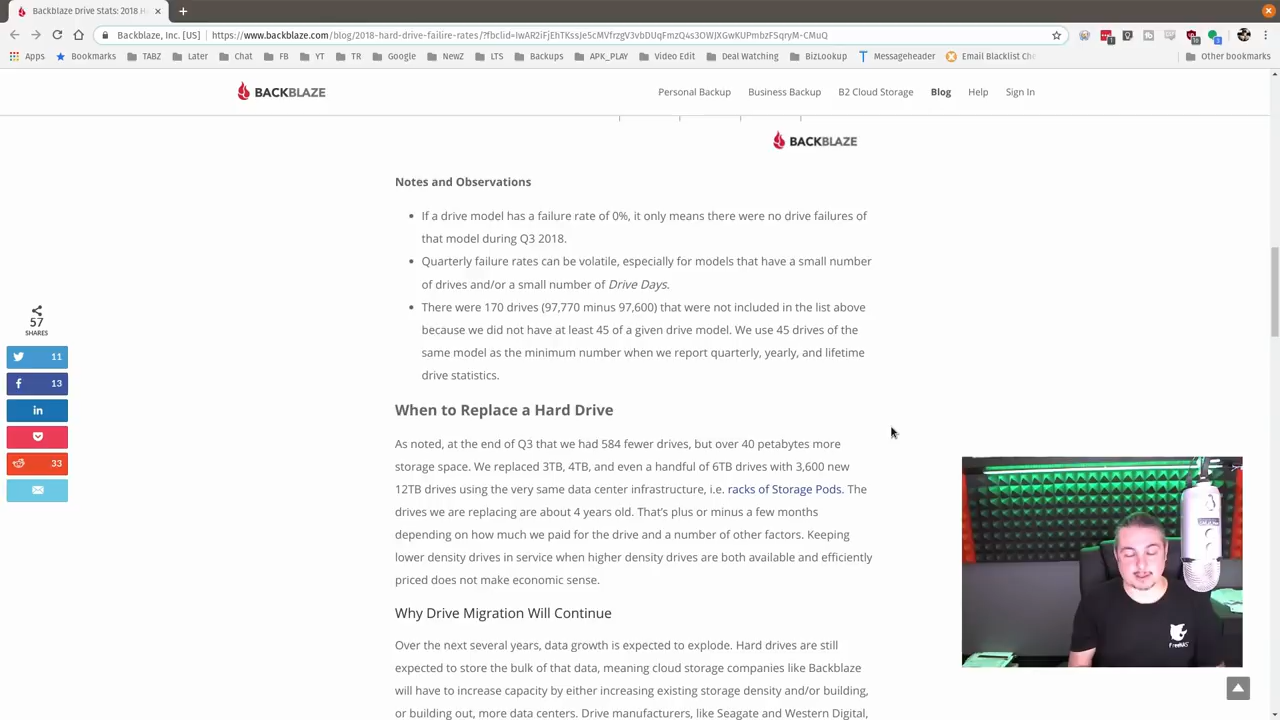 Backblaze Drive Stats: 2018 H
Backblaze, Inc. [US]
https://www.backblaze.com/blog/2018-hard-drive-failire-rates/?fbclid=IwAR2iFjEhTKssJe5cMVfrzgV3vbDUqFmzQ4s3OWJXGwKUPmbzFSqryM-CMuQ
Apps Bookmarks TABZ Later Chat FB YT TR Google NewZ LTS Backups APK_PLAY Video Edit Deal Watching BizLookup Messageheader Email Blacklist Che Other bookmarks
BACKBLAZE
Personal Backup Business Backup B2 Cloud Storage Blog Help Sign In
BACKBLAZE
Notes and Observations
• If a drive model has a failure rate of 0%, it only means there were no drive failures of
that model during Q3 2018.
• Quarterly failure rates can be volatile, especially for models that have a small number
of drives and/or a small number of Drive Days.
• There were 170 drives (97,770 minus 97,600) that were not included in the list above
because we did not have at least 45 of a given drive model. We use 45 drives of the
same model as the minimum number when we report quarterly, yearly, and lifetime
drive statistics.
57
SHARES
11
13
33
When to Replace a Hard Drive
As noted, at the end of Q3 that we had 584 fewer drives, but over 40 petabytes more
storage space. We replaced 3TB, 4TB, and even a handful of 6TB drives with 3,600 new
12TB drives using the very same data center infrastructure, i.e. racks of Storage Pods. The
drives we are replacing are about 4 years old. That's plus or minus a few months
depending on how much we paid for the drive and a number of other factors. Keeping
lower density drives in service when higher density drives are both available and efficiently
priced does not make economic sense.
Why Drive Migration Will Continue
Over the next several years, data growth is expected to explode. Hard drives are still
expected to store the bulk of that data, meaning cloud storage companies like Backblaze
will have to increase capacity by either increasing existing storage density and/or building,
or building out, more data centers. Drive manufacturers, like Seagate and Western Digital,
FreeNAS